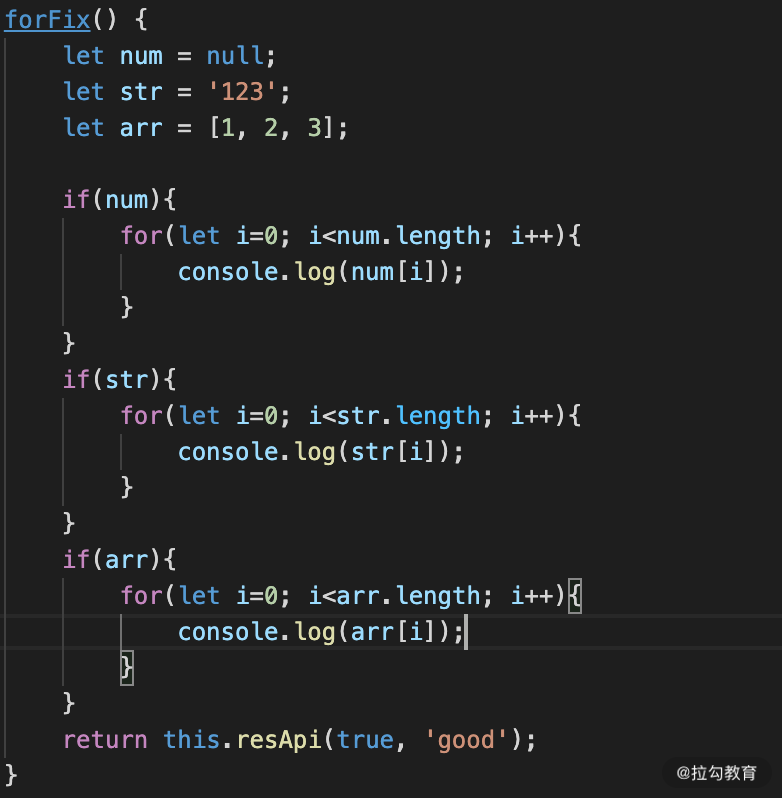 forFix() {
    let num = null;
    let str = '123';
    let arr = [1, 2, 3];

    if(num){
        for(let i=0; i<num.length; i++){
            console.log(num[i]);
        }
    }
    if(str){
        for(let i=0; i<str.length; i++){
            console.log(str[i]);
        }
    }
    if(arr){
        for(let i=0; i<arr.length; i++){
            console.log(arr[i]);
        }
    }
    return this.resApi(true, 'good');
}
@拉勾教育